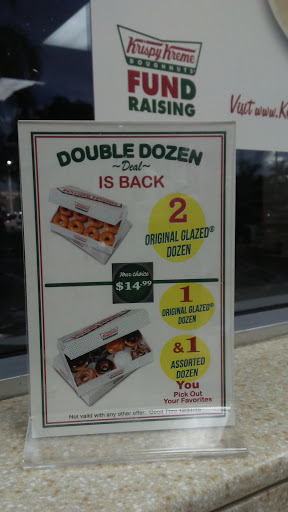 Krispy Kreme
DOUGHNUTS
FUND
RAISING
Visit www.K
DOUBLE DOZEN
~Deal~
IS BACK
2
ORIGINAL GLAZED®
DOZEN
Your choice
$14.99
1
ORIGINAL GLAZED®
DOZEN
& 1
ASSORTED
DOZEN
You
Pick Out
Your Favorites
Not valid with any other offer. Good Thru